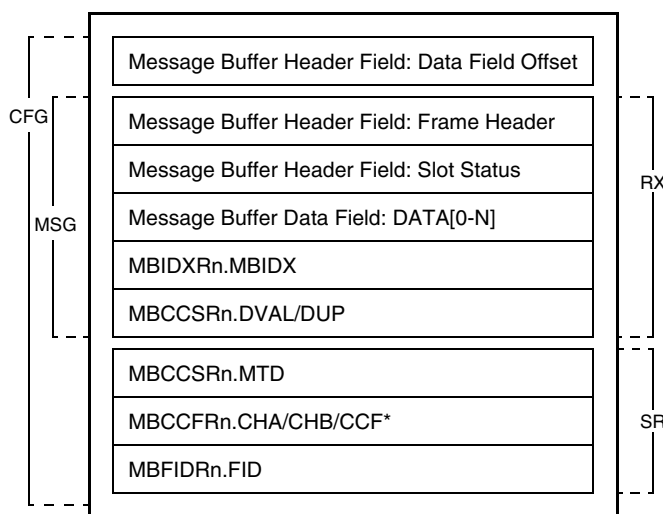 Message Buffer Header Field: Data Field Offset
CFG
Message Buffer Header Field: Frame Header
Message Buffer Header Field: Slot Status
RX
MSG
Message Buffer Data Field: DATA[0-N]
MBIDXRn.MBIDX
MBCCSRn.DVAL/DUP
MBCCSRn.MTD
MBCCFRn.CHA/CHB/CCF*
SR
MBFIDRn.FID